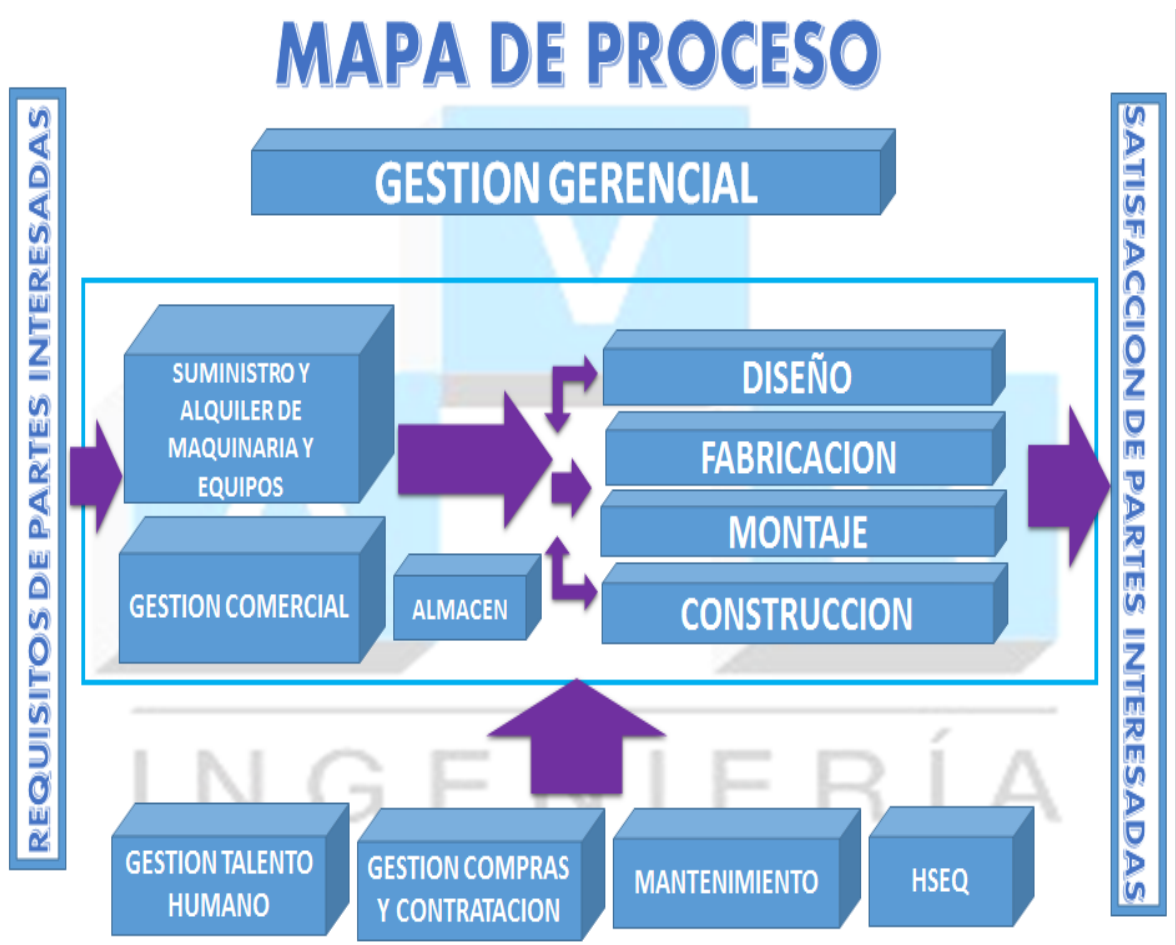 MAPA DE PROCESO
REQUISITOS DE PARTES INTERESADAS
GESTION GERENCIAL
SUMINISTRO Y
ALQUILER DE
MAQUINARIA Y
EQUIPOS
GESTION COMERCIAL
ALMACEN
DISEÑO
FABRICACION
MONTAJE
CONSTRUCCION
SATISFACCION DE PARTES INTERESADAS
V
INGENIERÍA
GESTION TALENTO
HUMANO
GESTION COMPRAS
Y CONTRATACION
MANTENIMIENTO
HSEQ